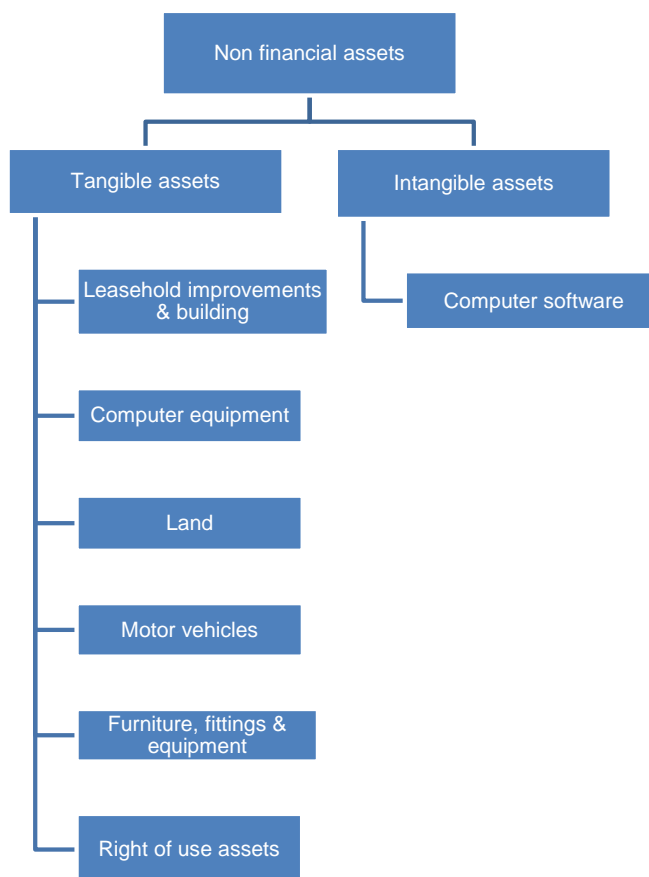 Non financial assets
Tangible assets
Intangible assets
Leasehold improvements
& building
Computer software
Computer equipment
Land
Motor vehicles
Furniture, fittings &
equipment
Right of use assets